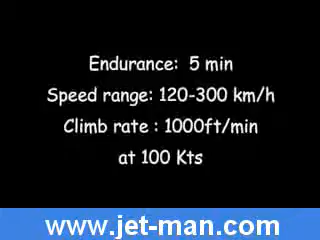 Endurance:  5 min
Speed range: 120-300 km/h
Climb rate : 1000ft/min
at 100 Kts
www.jet-man.com